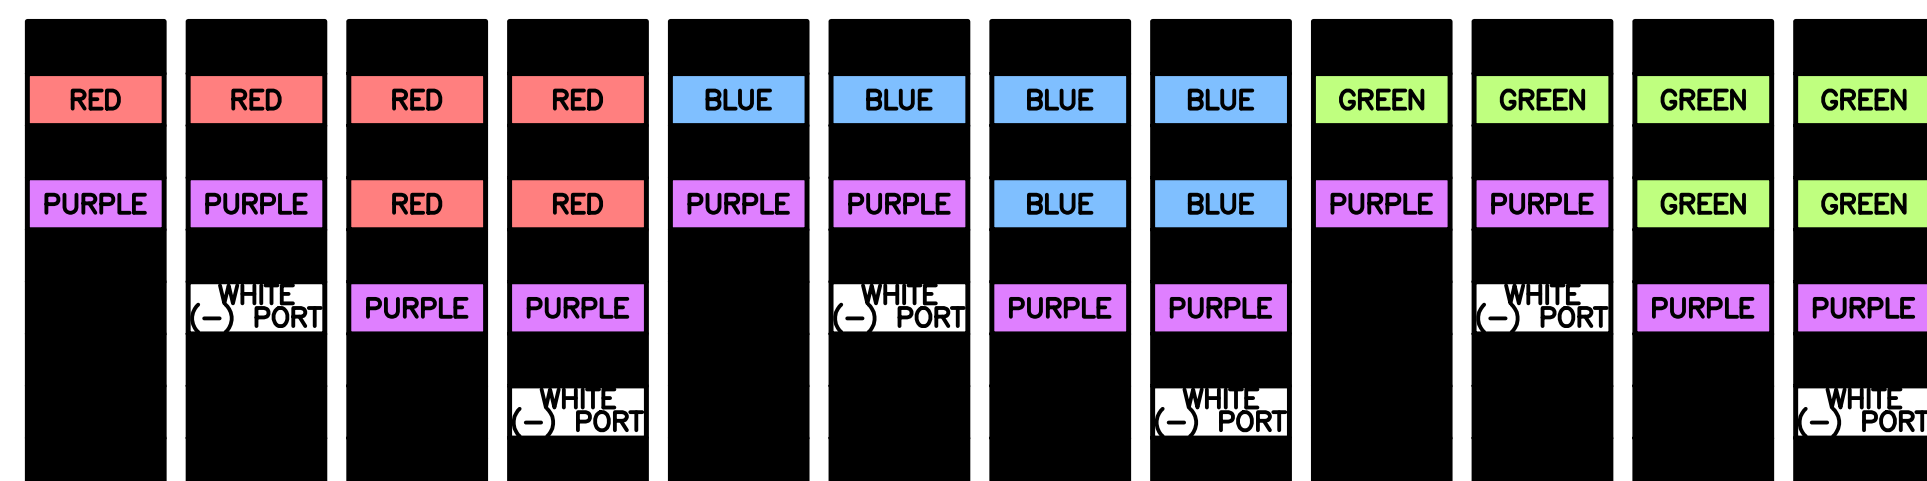 RED RED RED RED BLUE BLUE BLUE BLUE GREEN GREEN GREEN GREEN
PURPLE PURPLE RED RED PURPLE PURPLE BLUE BLUE PURPLE PURPLE GREEN GREEN
WHITE WHITE WHITE
(-) PORT PURPLE PURPLE (-) PORT PURPLE PURPLE (-) PORT PURPLE PURPLE
WHITE WHITE WHITE
(-) PORT (-) PORT (-) PORT